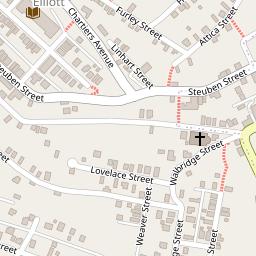 Elliott
Chartiers Avenue
Furley Street
Linhart Street
Attica Street
Steuben Street
Steuben Street
Walbridge Street
Lovelace Street
Weaver Street
ge Street